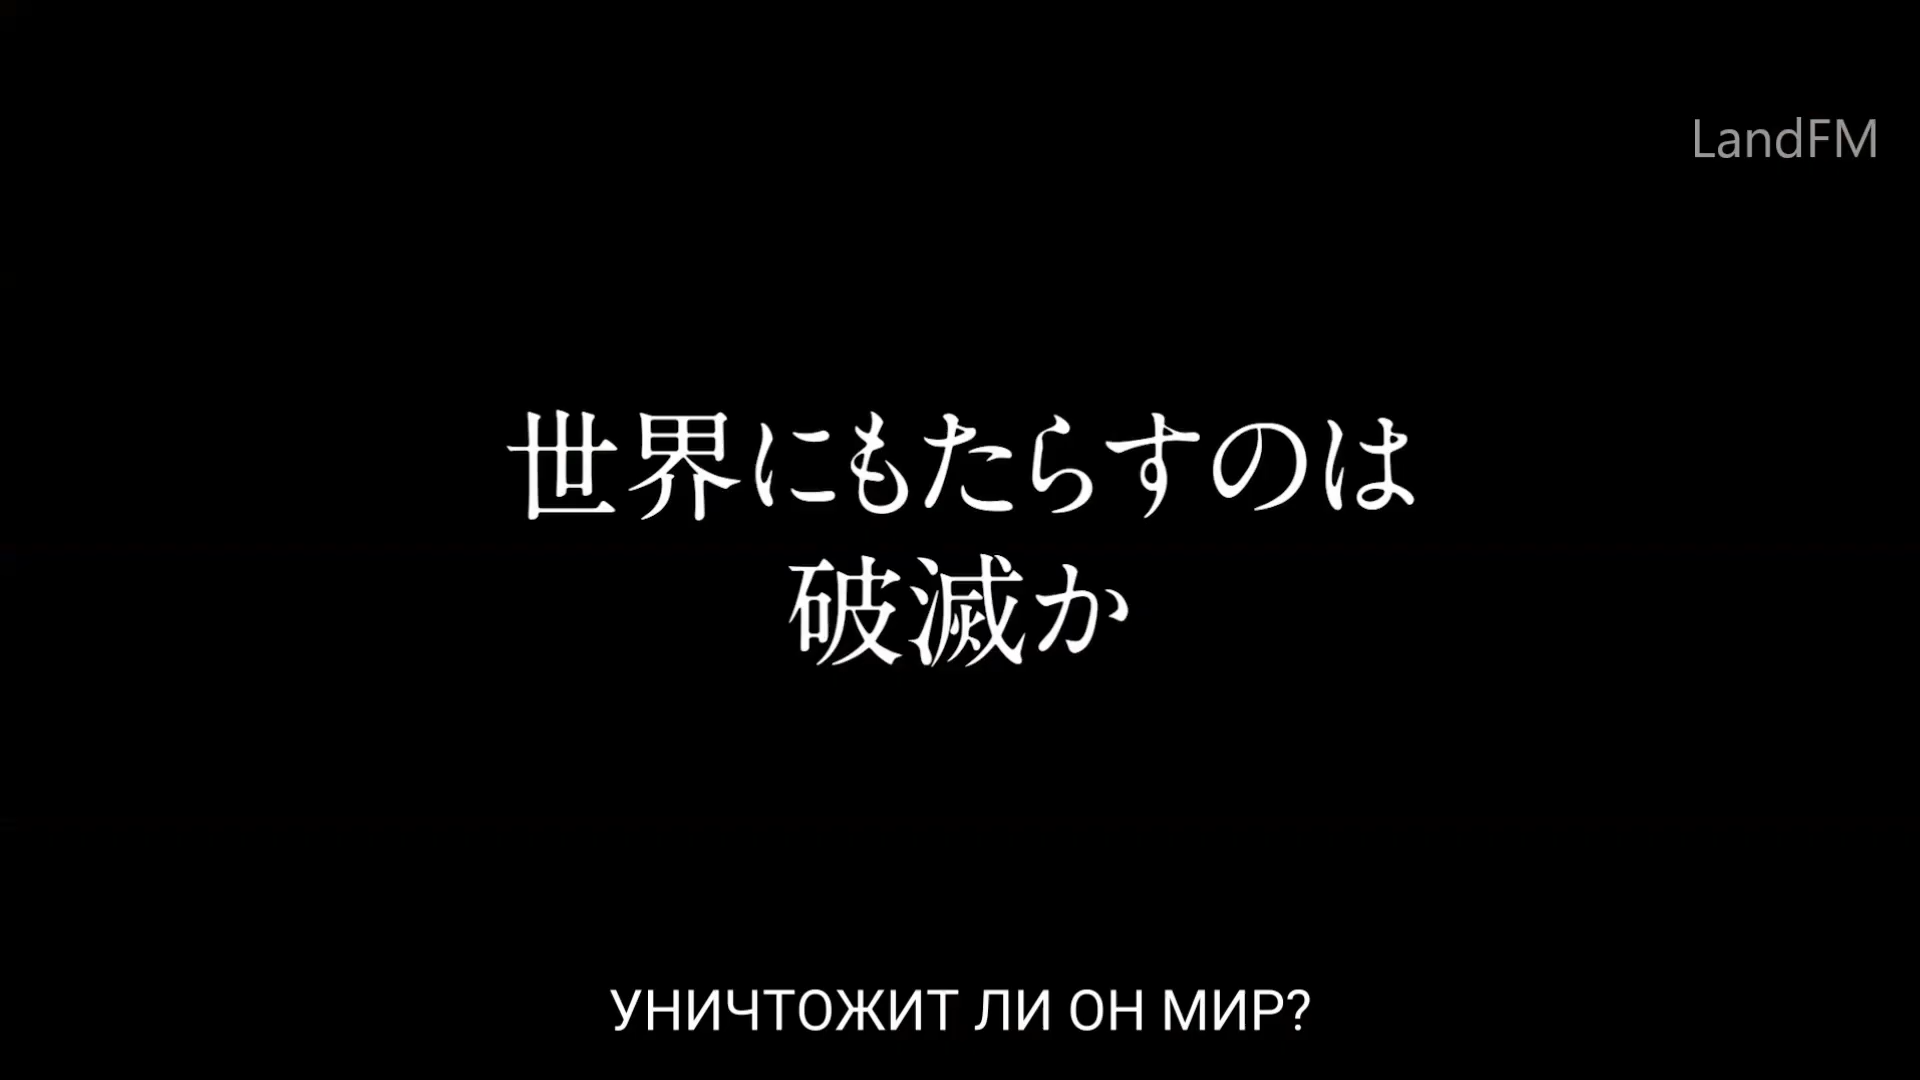 LandFM
世界にもたらすのは
破滅か
УНИЧТОЖИТ ЛИ ОН МИР?